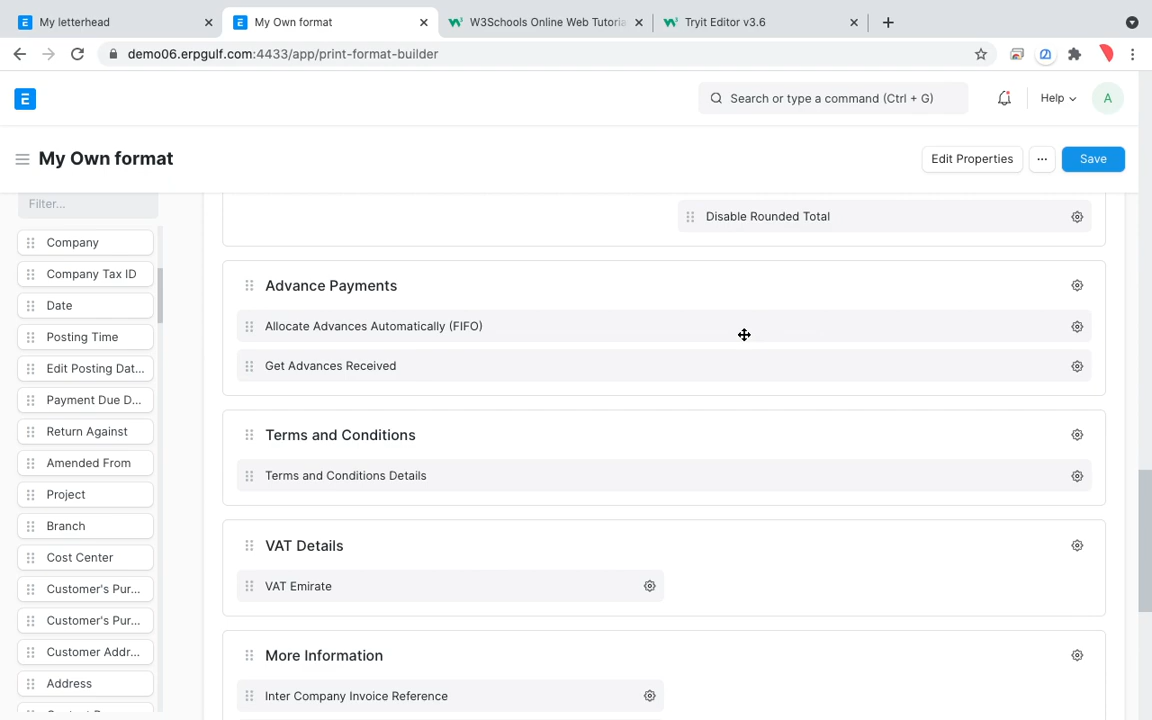 My letterhead
My Own format
W3Schools Online Web Tutoria
Tryit Editor v3.6
demo06.erpgulf.com:4433/app/print-format-builder
E
Search or type a command (Ctrl + G)
Help
A
My Own format
Edit Properties
...
Save
Filter...
Company
Company Tax ID
Date
Posting Time
Edit Posting Dat...
Payment Due D...
Return Against
Amended From
Project
Branch
Cost Center
Customer's Pur...
Customer's Pur...
Customer Addr...
Address
Disable Rounded Total
Advance Payments
Allocate Advances Automatically (FIFO)
Get Advances Received
Terms and Conditions
Terms and Conditions Details
VAT Details
VAT Emirate
More Information
Inter Company Invoice Reference